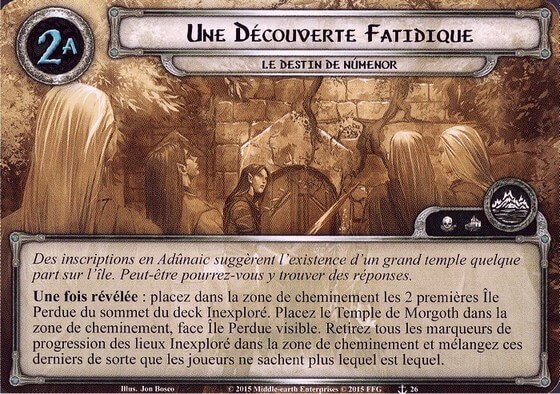 2A
UNE DÉCOUVERTE FATIDIQUE
LE DESTIN DE NÚMENOR
Des inscriptions en Adûnaic suggèrent l'existence d'un grand temple quelque
part sur l'île. Peut-être pourrez-vous y trouver des réponses.
Une fois révélée : placez dans la zone de cheminement les 2 premières Île
Perdue du sommet du deck Inexploré. Placez le Temple de Morgoth dans la
zone de cheminement, face Île Perdue visible. Retirez tous les marqueurs de
progression des lieux Inexploré dans la zone de cheminement et mélangez ces
derniers de sorte que les joueurs ne sachent plus lequel est lequel.
Illus. Jon Bosco © 2015 Middle-earth Enterprises © 2015 FFG 26